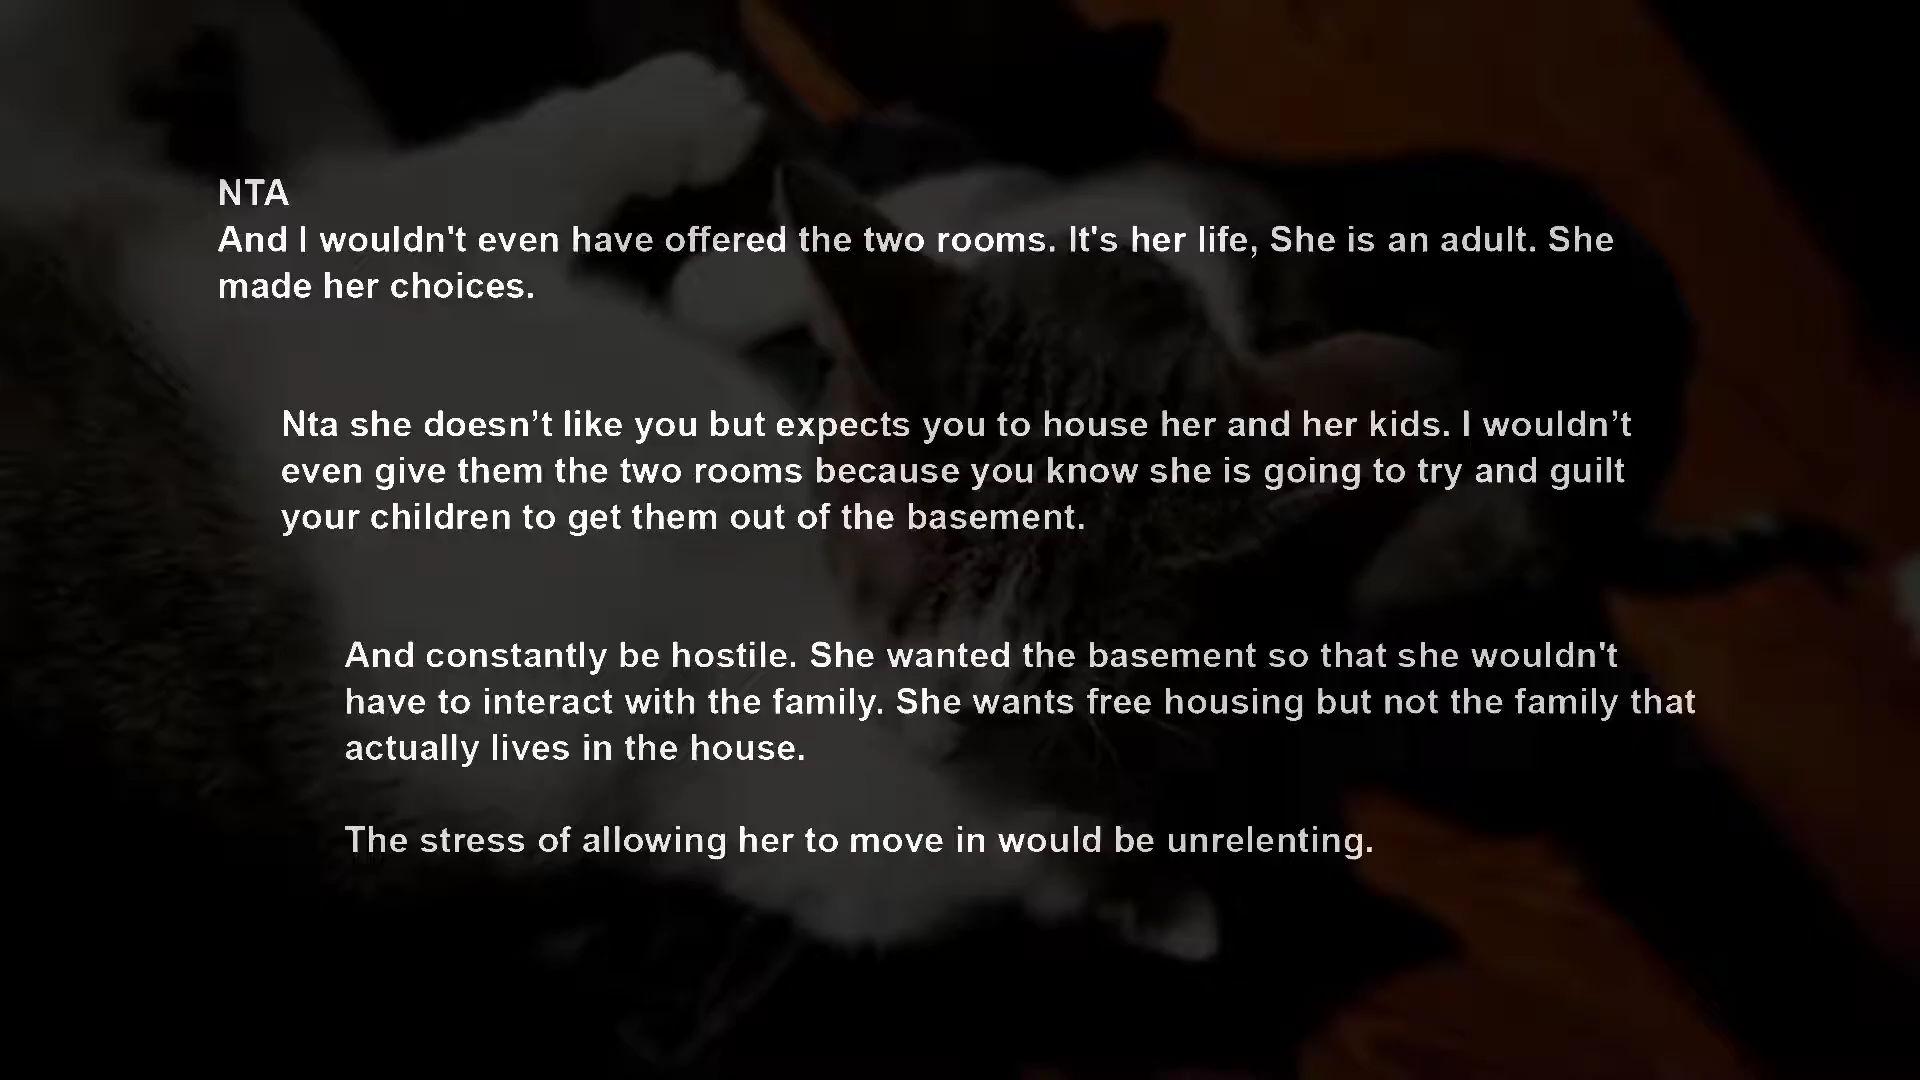 NTA
And I wouldn't even have offered the two rooms. It's her life, She is an adult. She
made her choices.
Nta she doesn’t like you but expects you to house her and her kids. I wouldn’t
even give them the two rooms because you know she is going to try and guilt
your children to get them out of the basement.
And constantly be hostile. She wanted the basement so that she wouldn't
have to interact with the family. She wants free housing but not the family that
actually lives in the house.
The stress of allowing her to move in would be unrelenting.